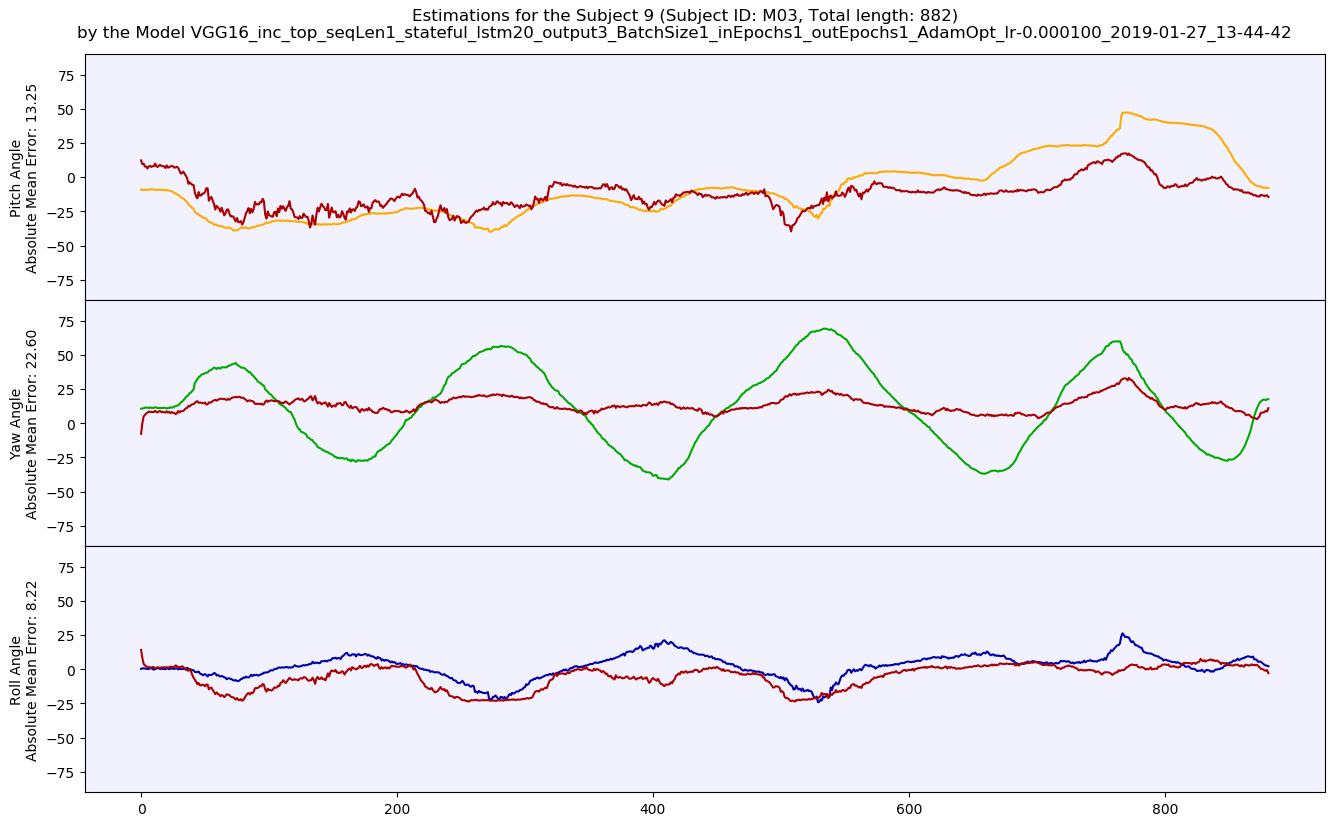 Estimations for the Subject 9 (Subject ID: M03, Total length: 882)
by the Model VGG16_inc_top_seqLen1_stateful_lstm20_output3_BatchSize1_inEpochs1_outEpochs1_AdamOpt_lr-0.000100_2019-01-27_13-44-42
Pitch Angle
Absolute Mean Error: 13.25
75
50
25
0
−25
−50
−75
Yaw Angle
Absolute Mean Error: 22.60
75
50
25
0
−25
−50
−75
Roll Angle
Absolute Mean Error: 8.22
75
50
25
0
−25
−50
−75
0 200 400 600 800